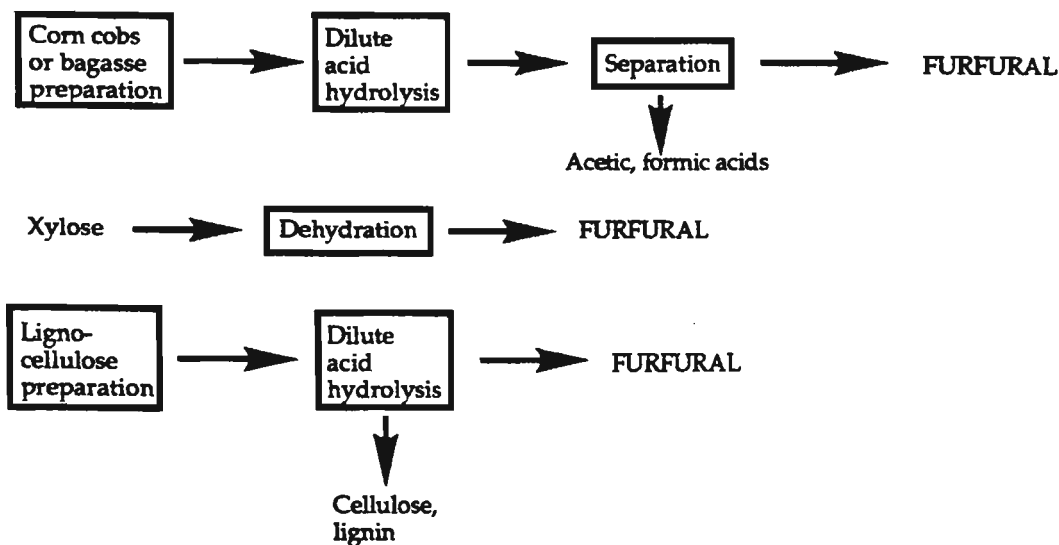 Corn cobs
or bagasse
preparation
Dilute
acid
hydrolysis
Separation
FURFURAL
Acetic, formic acids
Xylose
Dehydration
FURFURAL
Ligno-
cellulose
preparation
Dilute
acid
hydrolysis
FURFURAL
Cellulose,
lignin